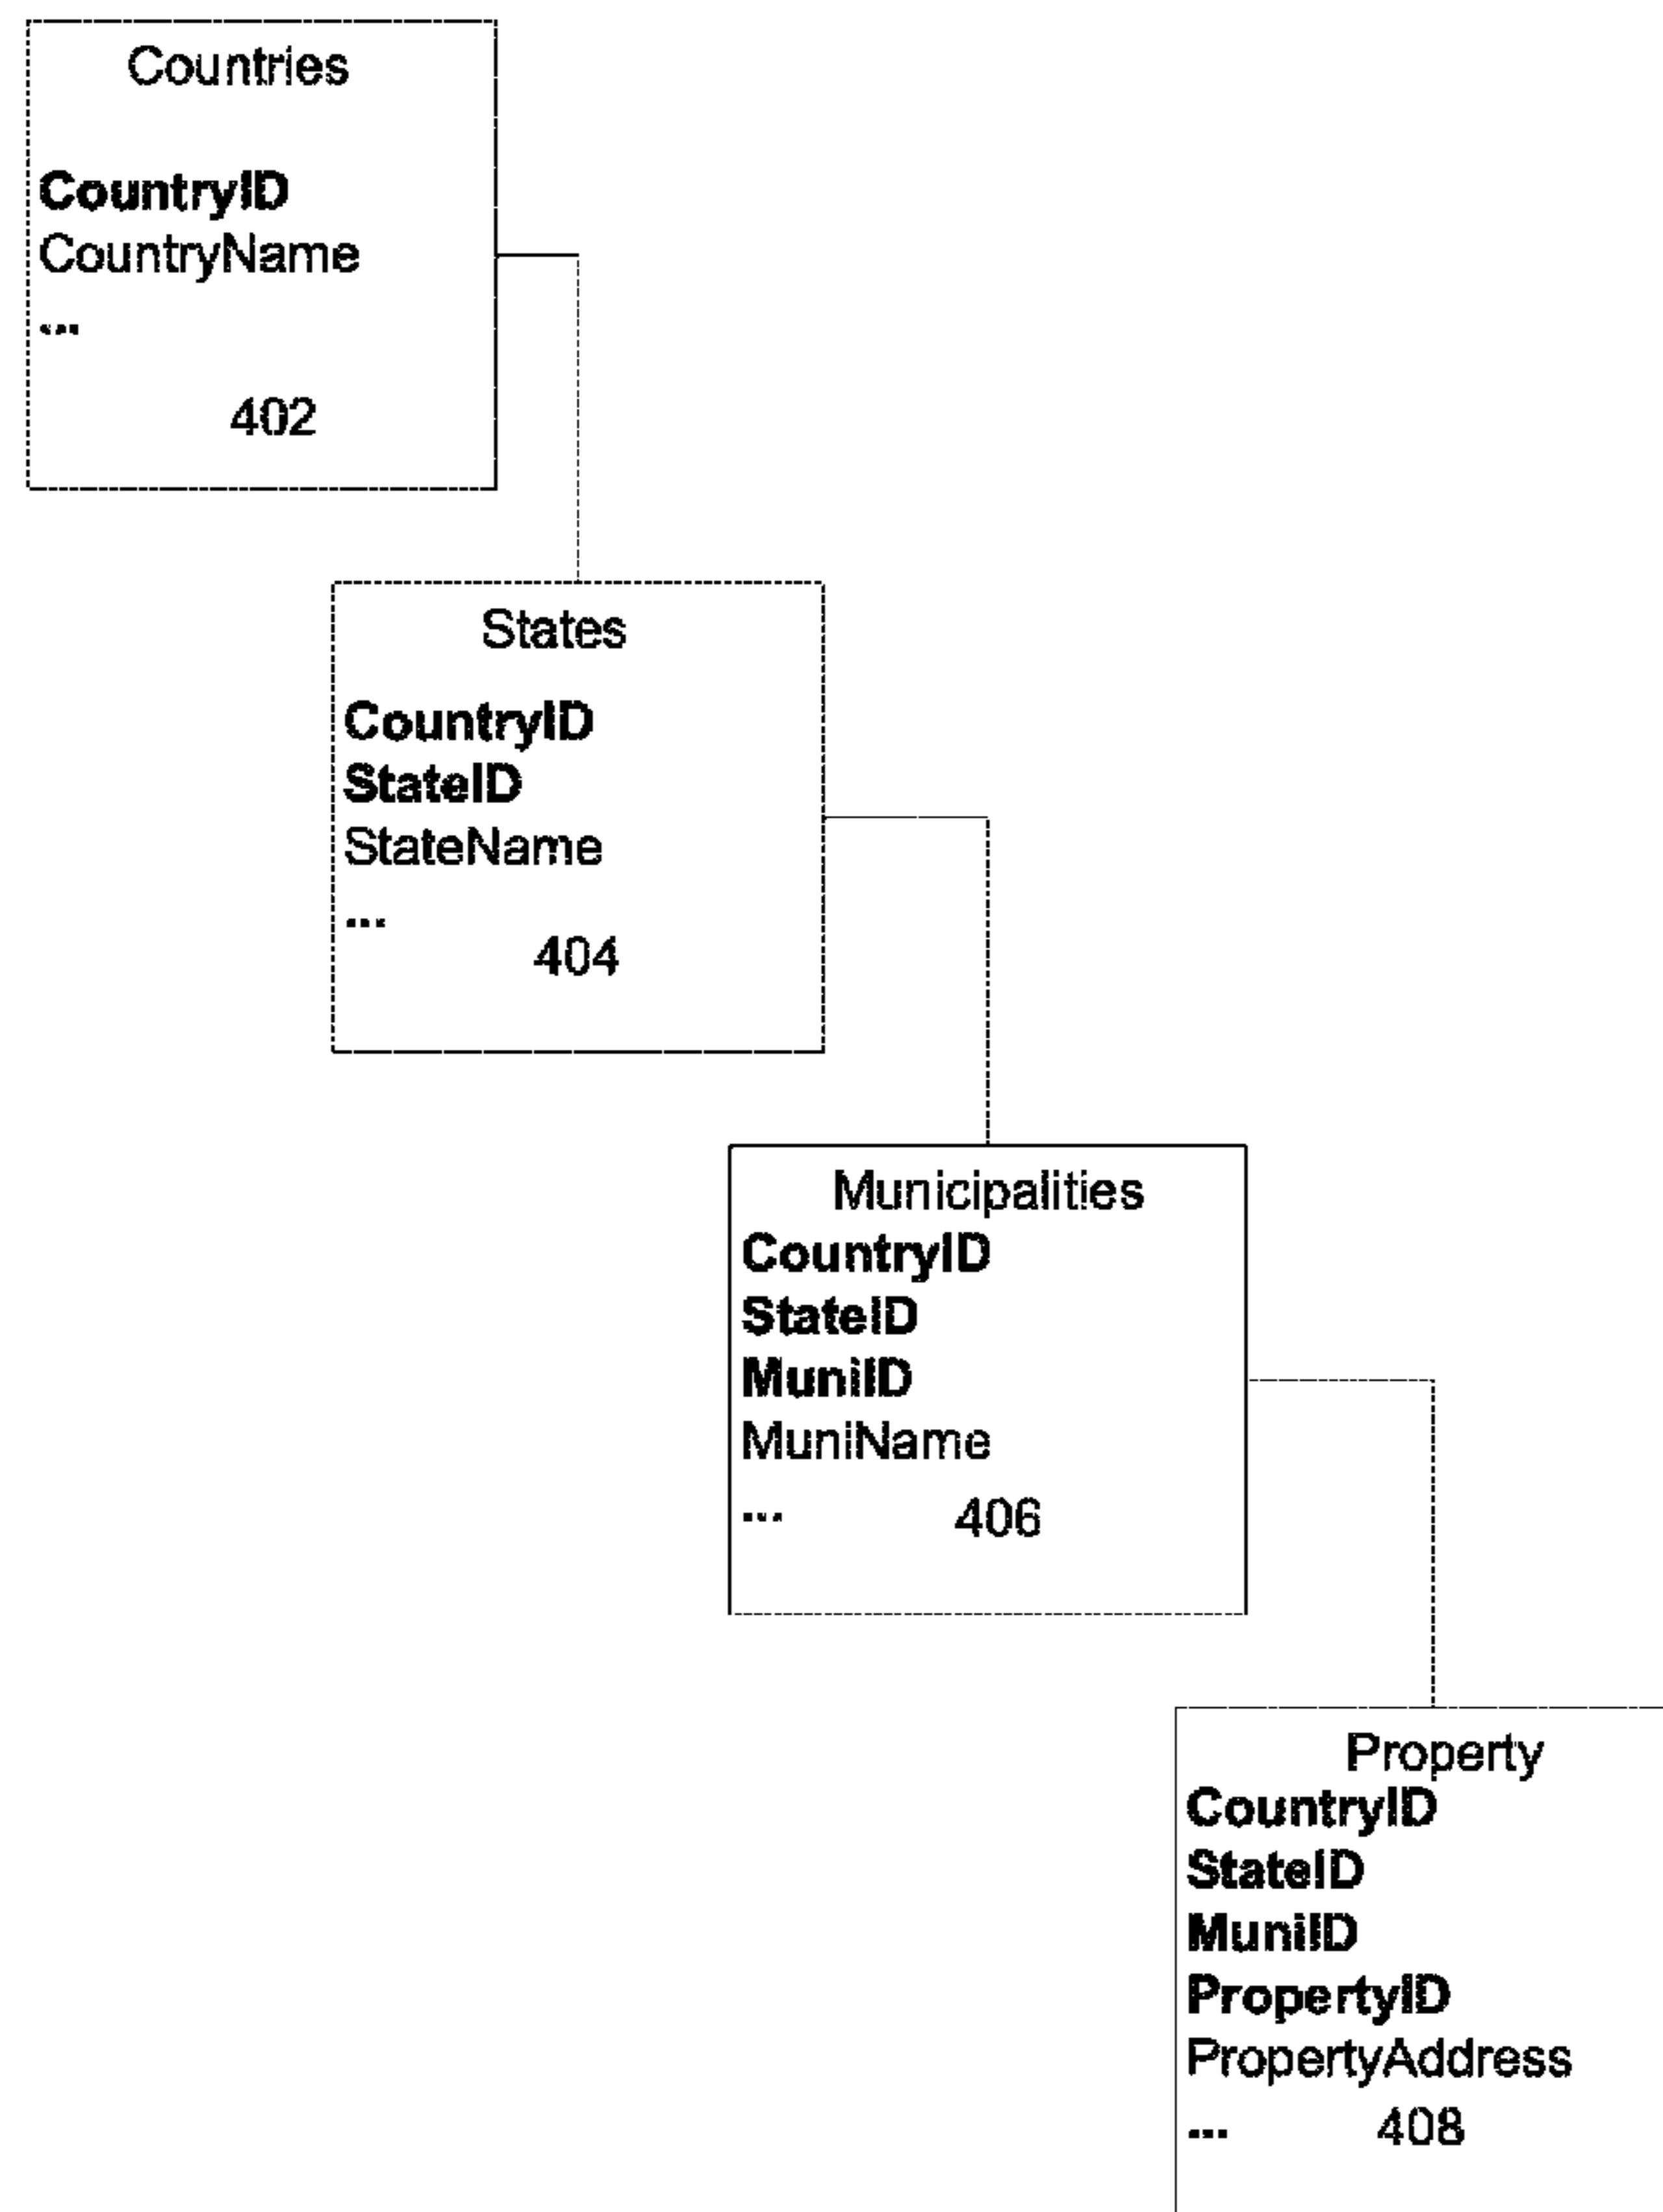 Countries
CountryID
CountryName
...
402
States
CountryID
StateID
StateName
...
404
Municipalities
CountryID
StateID
MuniID
MuniName
... 406
Property
CountryID
StateID
MuniID
PropertyID
PropertyAddress
... 408